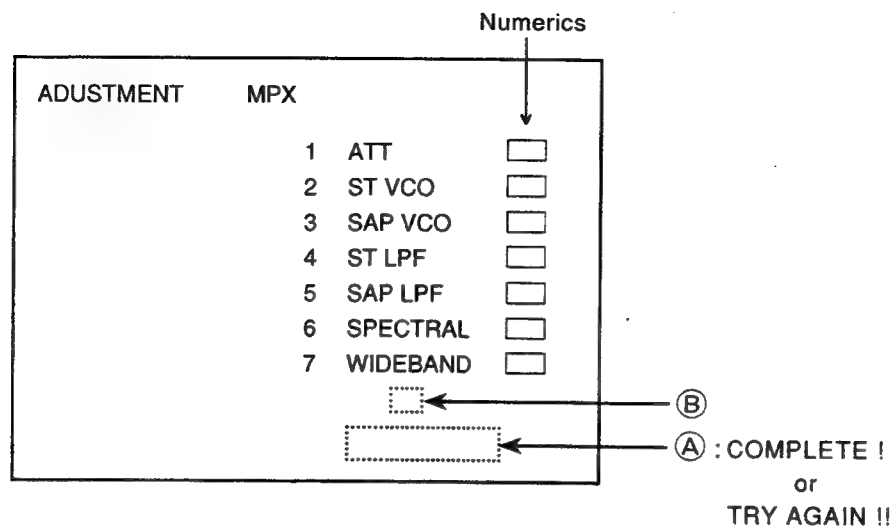 Numerics
ADUSTMENT MPX
1 ATT
2 ST VCO
3 SAP VCO
4 ST LPF
5 SAP LPF
6 SPECTRAL
7 WIDEBAND
B
A : COMPLETE !
or
TRY AGAIN !!